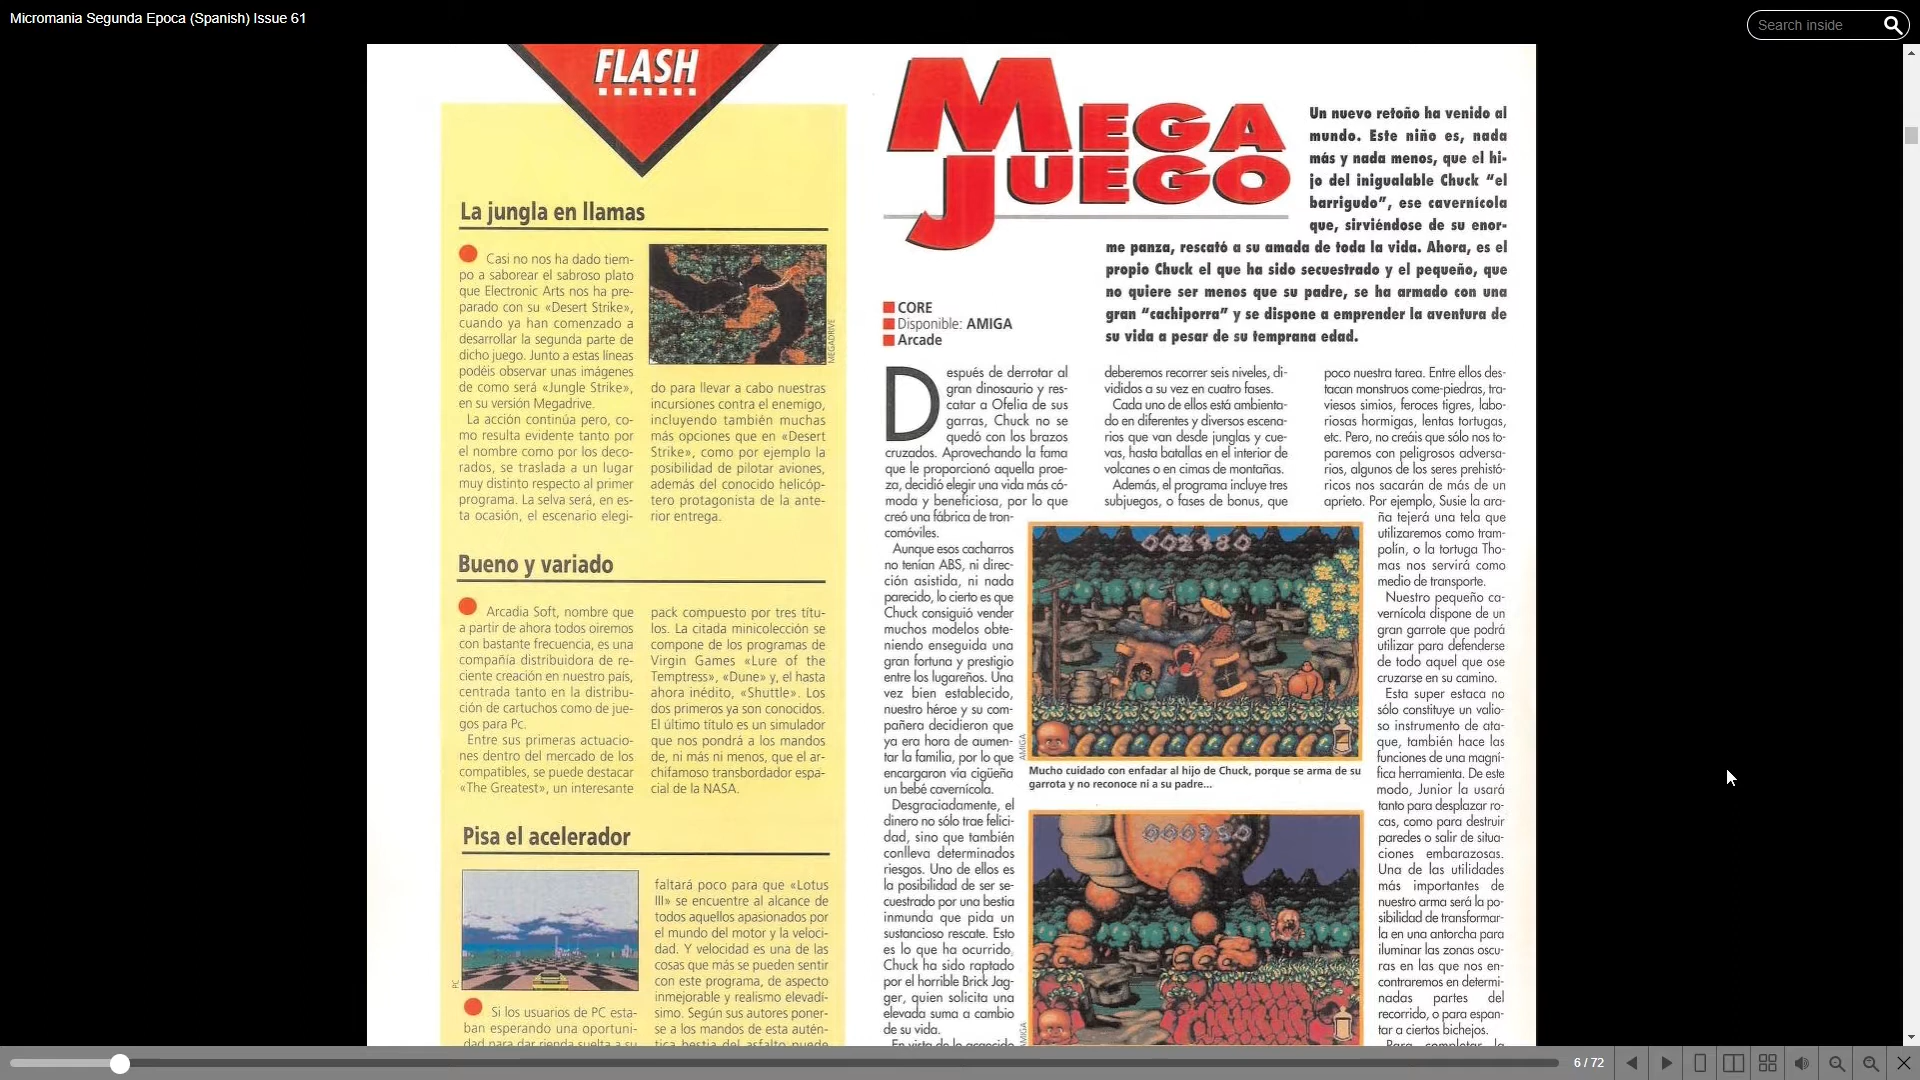 Micromania Segunda Epoca (Spanish) Issue 61
Search inside
FLASH
La jungla en llamas
Casi no nos ha dado tiem-
po a saborear el sabroso plato
que Electronic Arts nos ha pre-
parado con su «Desert Strike»,
cuando ya han comenzado a
desarrollar la segunda parte de
dicho juego. Junto a estas líneas
podéis observar unas imágenes
de como será «Jungle Strike»,
en su versión Megadrive.
La acción continúa pero, co-
mo resulta evidente tanto por
el nombre como por los deco-
rados, se traslada a un lugar
muy distinto respecto al primer
programa. La selva será, en es-
ta ocasión, el escenario elegi-
MEGADRIVE
do para llevar a cabo nuestras
incursiones contra el enemigo,
incluyendo también muchas
más opciones que en «Desert
Strike», como por ejemplo la
posibilidad de pilotar aviones,
además del conocido helicóp-
tero protagonista de la ante-
rior entrega.
Bueno y variado
Arcadia Soft, nombre que
a partir de ahora todos oiremos
con bastante frecuencia, es una
compañía distribuidora de re-
ciente creación en nuestro país,
centrada tanto en la distribu-
ción de cartuchos como de jue-
gos para Pc.
Entre sus primeras actuacio-
nes dentro del mercado de los
compatibles, se puede destacar
«The Greatest», un interesante
pack compuesto por tres títu-
los. La citada minicolección se
compone de los programas de
Virgin Games «Lure of the
Temptress», «Dune» y, el hasta
ahora inédito, «Shuttle». Los
dos primeros ya son conocidos.
El último título es un simulador
que nos pondrá a los mandos
de, ni más ni menos, que el ar-
chifamoso transbordador espa-
cial de la NASA.
Pisa el acelerador
PC
Si los usuarios de PC esta-
ban esperando una oportuni-
dad para dar rienda suelta a su
faltará poco para que «Lotus
III» se encuentre al alcance de
todos aquellos apasionados por
el mundo del motor y la veloci-
dad. Y velocidad es una de las
cosas que más se pueden sentir
con este programa, de aspecto
inmejorable y realismo elevadí-
simo. Según sus autores poner-
se a los mandos de esta autén-
tica bestia del asfalto puede
MEGA
JUEGO
Un nuevo retoño ha venido al
mundo. Este niño es, nada
más y nada menos, que el hi-
jo del inigualable Chuck “el
barrigudo”, ese cavernícola
que, sirviéndose de su enor-
me panza, rescató a su amada de toda la vida. Ahora, es el
propio Chuck el que ha sido secuestrado y el pequeño, que
no quiere ser menos que su padre, se ha armado con una
gran “cachiporra” y se dispone a emprender la aventura de
su vida a pesar de su temprana edad.
CORE
Disponible: AMIGA
Arcade
Después de derrotar al
gran dinosaurio y res-
catar a Ofelia de sus
garras, Chuck no se
quedó con los brazos
cruzados. Aprovechando la fama
que le proporcionó aquella proe-
za, decidió elegir una vida más có-
moda y beneficiosa, por lo que
creó una fábrica de tron-
comóviles.
Aunque esos cacharros
no tenían ABS, ni direc-
ción asistida, ni nada
parecido, lo cierto es que
Chuck consiguió vender
muchos modelos obte-
niendo enseguida una
gran fortuna y prestigio
entre los lugareños. Una
vez bien establecido,
nuestro héroe y su com-
pañera decidieron que
ya era hora de aumen-
tar la familia, por lo que
encargaron vía cigüeña
un bebé cavernícola.
Desgraciadamente, el
dinero no sólo trae felici-
dad, sino que también
conlleva determinados
riesgos. Uno de ellos es
la posibilidad de ser se-
cuestrado por una bestia
inmunda que pida un
sustancioso rescate. Esto
es lo que ha ocurrido,
Chuck ha sido raptado
por el horrible Brick Jag-
ger, quien solicita una
elevada suma a cambio
de su vida.
En vista de lo acaecido
deberemos recorrer seis niveles, di-
vididos a su vez en cuatro fases.
Cada uno de ellos está ambienta-
do en diferentes y diversos escena-
rios que van desde junglas y cue-
vas, hasta batallas en el interior de
volcanes o en cimas de montañas.
Además, el programa incluye tres
subjuegos, o fases de bonus, que
002480
AMIGA
Mucho cuidado con enfadar al hijo de Chuck, porque se arma de su
garrota y no reconoce ni a su padre...
AMIGA
poco nuestra tarea. Entre ellos des-
tacan monstruos come-piedras, tra-
viesos simios, feroces tigres, labo-
riosas hormigas, lentas tortugas,
etc. Pero, no creáis que sólo nos to-
paremos con peligrosos adversa-
rios, algunos de los seres prehistó-
ricos nos sacarán de más de un
aprieto. Por ejemplo, Susie la ara-
ña tejerá una tela que
utilizaremos como tram-
polín, o la tortuga Tho-
mas nos servirá como
medio de transporte.
Nuestro pequeño ca-
vernícola dispone de un
gran garrote que podrá
utilizar para defenderse
de todo aquel que ose
cruzarse en su camino.
Esta super estaca no
sólo constituye un valio-
so instrumento de ata-
que, también hace las
funciones de una magní-
fica herramienta. De este
modo, Junior la usará
tanto para desplazar ro-
cas, como para destruir
paredes o salir de situa-
ciones embarazosas.
Una de las utilidades
más importantes de
nuestro arma será la po-
sibilidad de transformar-
la en una antorcha para
iluminar las zonas oscu-
ras en las que nos en-
contraremos en determi-
nadas partes del
recorrido, o para espan-
tar a ciertos bichejos.
Para completar la
6 / 72